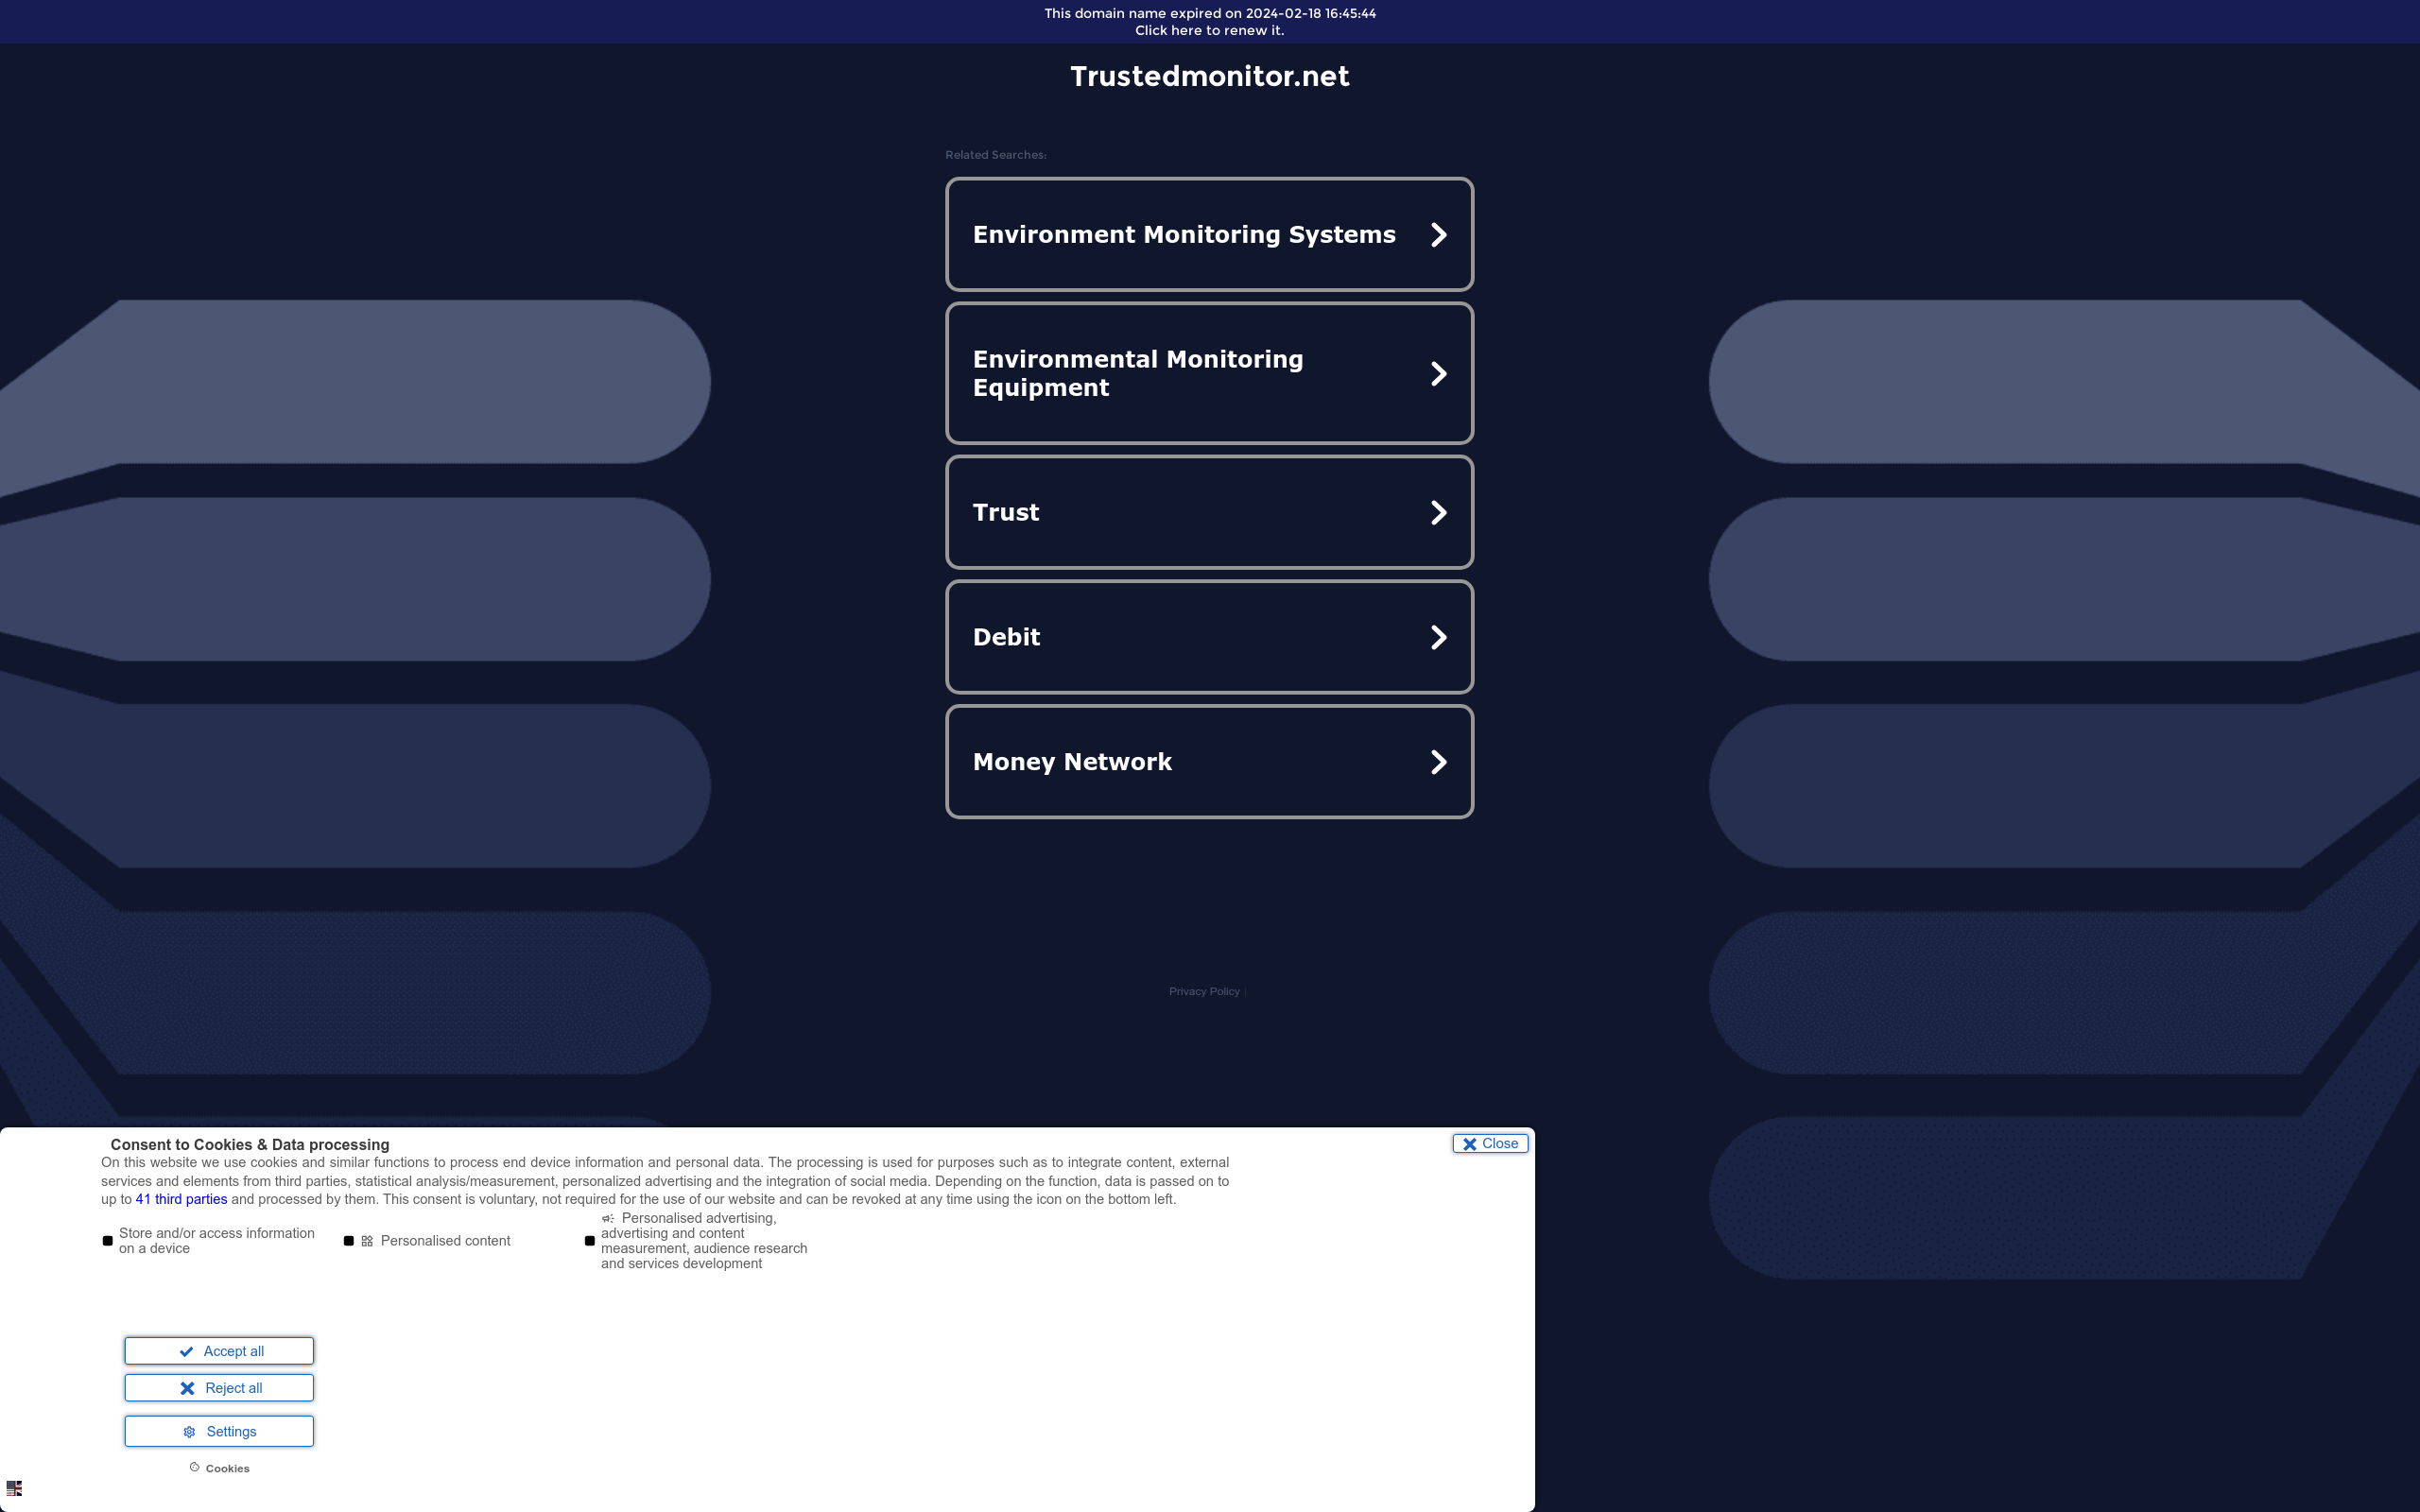 This domain name expired on 2024-02-18 16:45:44
Click here to renew it.
Trustedmonitor.net
Related Searches:
Environment Monitoring Systems
Environmental Monitoring
Equipment
Trust
Debit
Money Network
Privacy Policy
Consent to Cookies & Data processing
Close
On this website we use cookies and similar functions to process end device information and personal data. The processing is used for purposes such as to integrate content, external
services and elements from third parties, statistical analysis/measurement, personalized advertising and the integration of social media. Depending on the function, data is passed on to
up to 41 third parties and processed by them. This consent is voluntary, not required for the use of our website and can be revoked at any time using the icon on the bottom left.
Store and/or access information
on a device
Personalised content
Personalised advertising,
advertising and content
measurement, audience research
and services development
Accept all
Reject all
Settings
Cookies